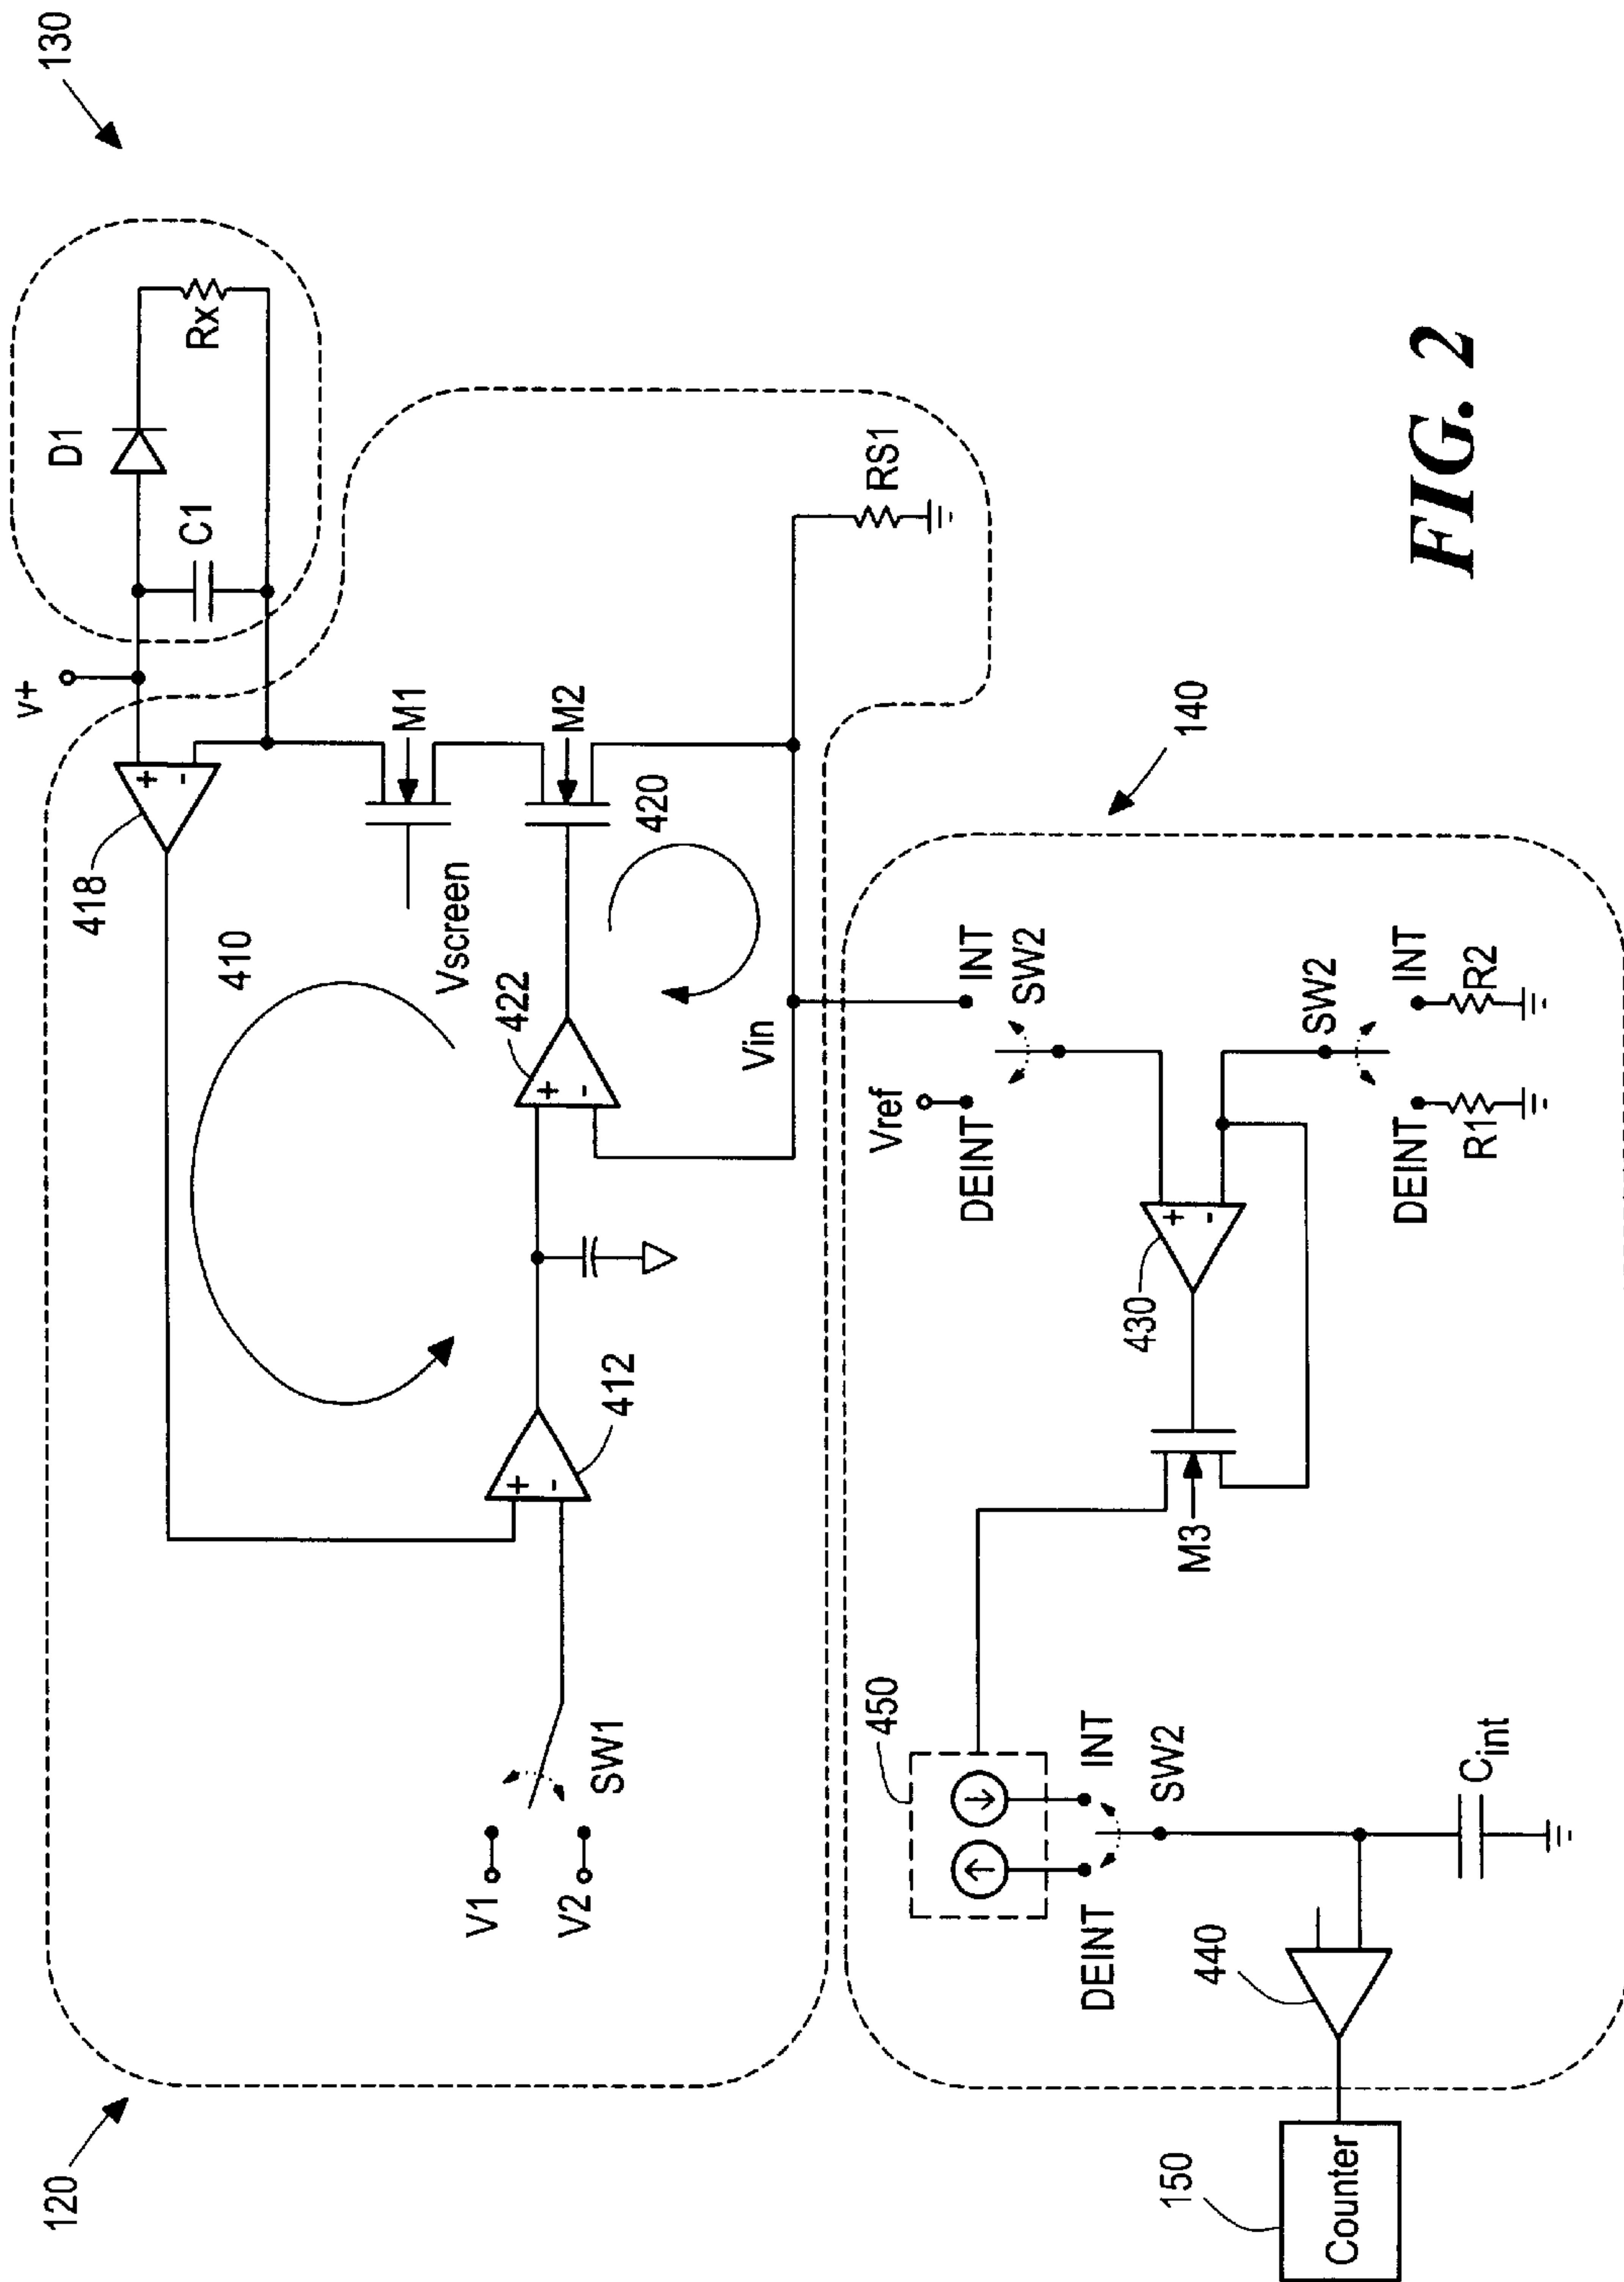 130
v+
D1
C1
Rx
+
-
418
410
M1
Vscreen
M2
420
422
+
-
Vin
RS1
+
-
412
V1
V2
SW1
120
140
Vref
DEINT
INT
SW2
+
-
430
SW2
DEINT
INT
R1
R2
M3
450
DEINT
INT
SW2
Cint
440
150
Counter
FIG. 2